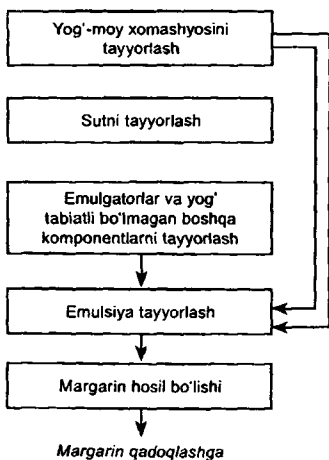 Yog'-moy xomashyosini
tayyorlash
Sutni tayyorlash
Emulgatorlar va yog'
tabiatli bo'lmagan boshqa
komponentlarni tayyorlash
Emulsiya tayyorlash
Margarin hosil bo'lishi
Margarin qadoqlashga